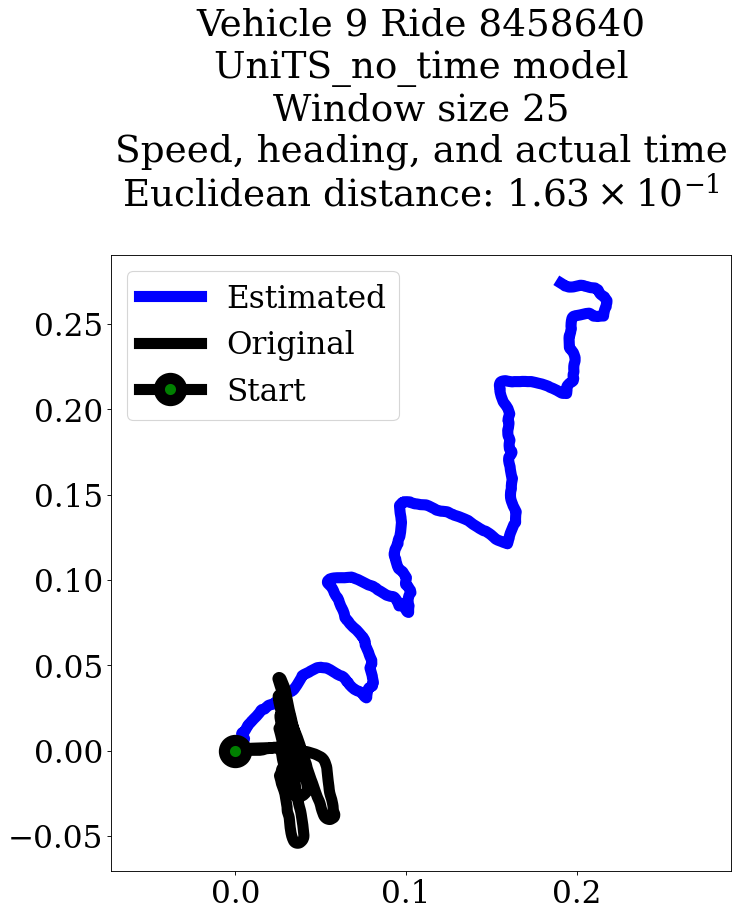 Vehicle 9 Ride 8458640
UniTS_no_time model
Window size 25
Speed, heading, and actual time
Euclidean distance: 1.63 × 10⁻¹
Estimated
Original
Start
0.25
0.20
0.15
0.10
0.05
0.00
−0.05
0.0 0.1 0.2